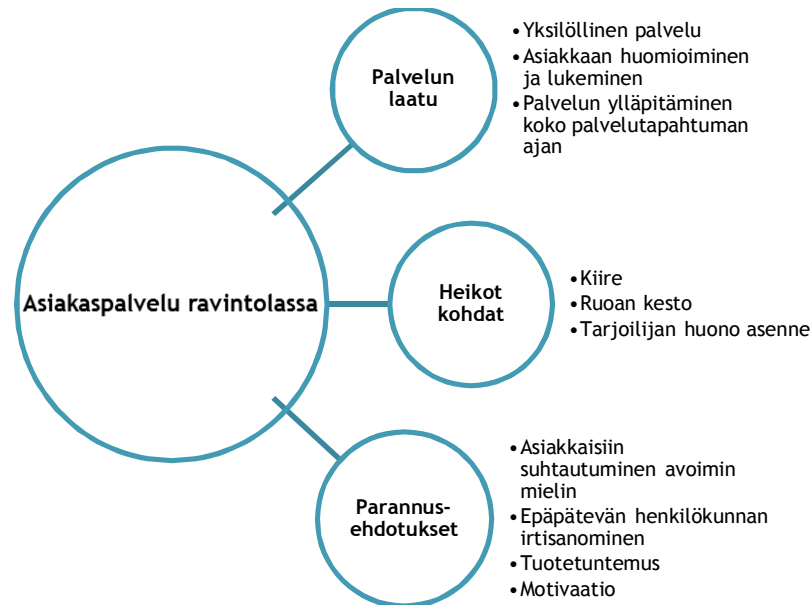 Asiakaspalvelu ravintolassa
Palvelun
laatu
•Yksilöllinen palvelu
•Asiakkaan huomioiminen
ja lukeminen
•Palvelun ylläpitäminen
koko palvelutapahtuman
ajan
Heikot
kohdat
•Kiire
•Ruoan kesto
•Tarjoilijan huono asenne
Parannus-
ehdotukset
•Asiakkaisiin
suhtautuminen avoimin
mielin
•Epäpätevän henkilökunnan
irtisanominen
•Tuotetuntemus
•Motivaatio